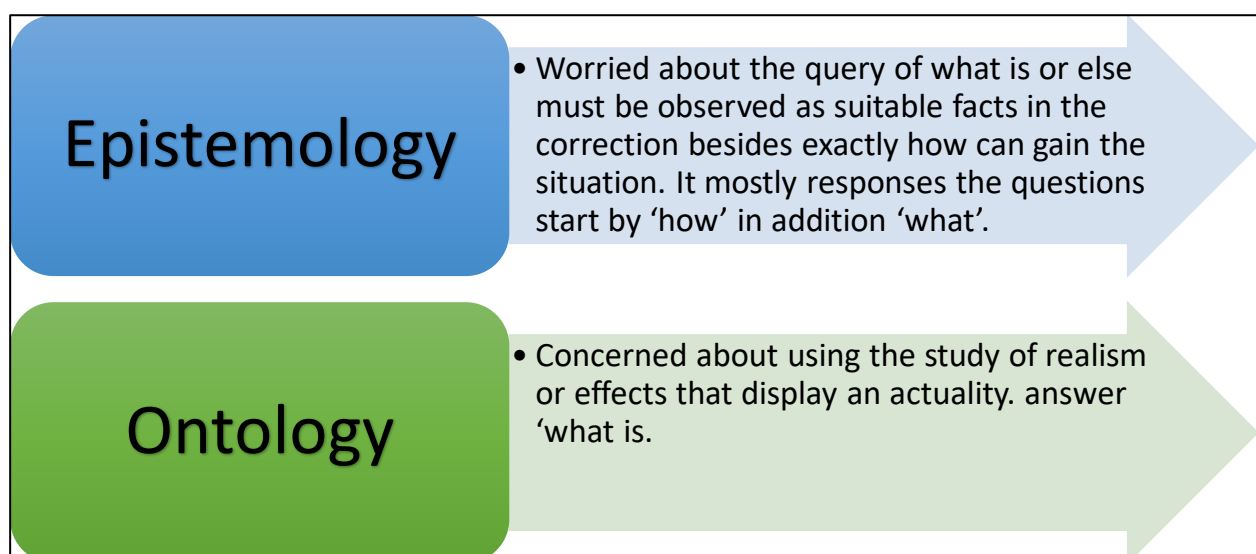 Epistemology
• Worried about the query of what is or else
must be observed as suitable facts in the
correction besides exactly how can gain the
situation. It mostly responses the questions
start by ‘how’ in addition ‘what’.
Ontology
• Concerned about using the study of realism
or effects that display an actuality. answer
‘what is.